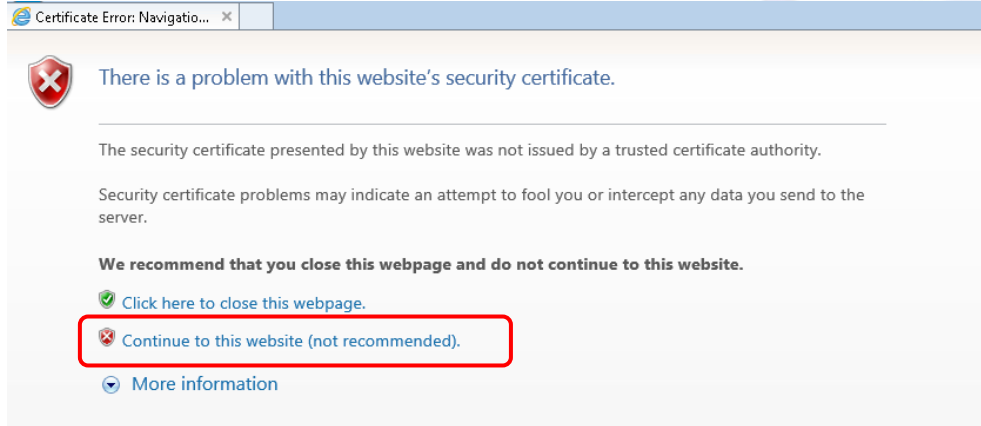 Certificate Error: Navigatio...
There is a problem with this website's security certificate.
The security certificate presented by this website was not issued by a trusted certificate authority.
Security certificate problems may indicate an attempt to fool you or intercept any data you send to the
server.
We recommend that you close this webpage and do not continue to this website.
Click here to close this webpage.
Continue to this website (not recommended).
More information